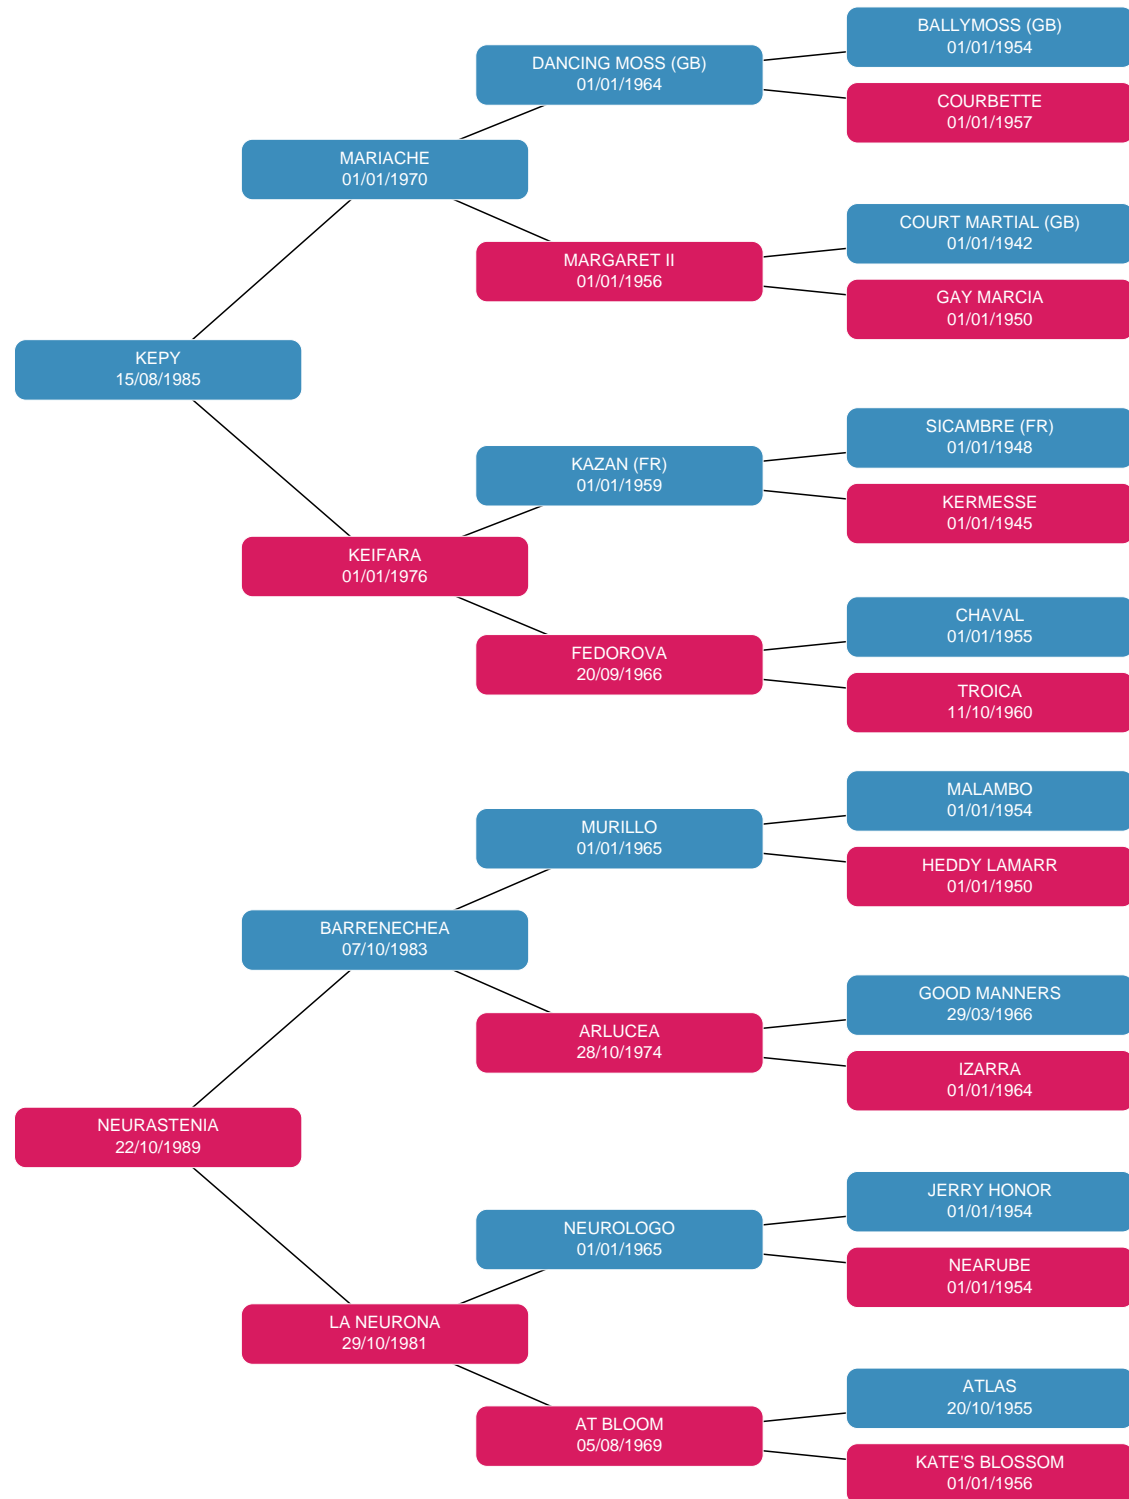 BALLYMOSS (GB)
01/01/1954
DANCING MOSS (GB)
01/01/1964
COURBETTE
01/01/1957
MARIACHE
01/01/1970
COURT MARTIAL (GB)
01/01/1942
MARGARET II
01/01/1956
GAY MARCIA
01/01/1950
KEPY
15/08/1985
SICAMBRE (FR)
01/01/1948
KAZAN (FR)
01/01/1959
KERMESSE
01/01/1945
KEIFARA
01/01/1976
CHAVAL
01/01/1955
FEDOROVA
20/09/1966
TROICA
11/10/1960
MALAMBO
01/01/1954
MURILLO
01/01/1965
HEDDY LAMARR
01/01/1950
BARRENECHEA
07/10/1983
GOOD MANNERS
29/03/1966
ARLUCEA
28/10/1974
IZARRA
01/01/1964
NEURASTENIA
22/10/1989
JERRY HONOR
01/01/1954
NEUROLOGO
01/01/1965
NEARUBE
01/01/1954
LA NEURONA
29/10/1981
ATLAS
20/10/1955
AT BLOOM
05/08/1969
KATE'S BLOSSOM
01/01/1956